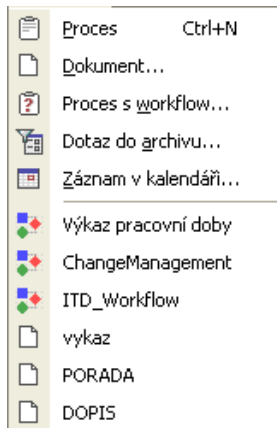 Proces Ctrl+N
Dokument...
Proces s workflow...
Dotaz do archivu...
Záznam v kalendáři...
Výkaz pracovní doby
ChangeManagement
ITD_Workflow
vykaz
PORADA
DOPIS